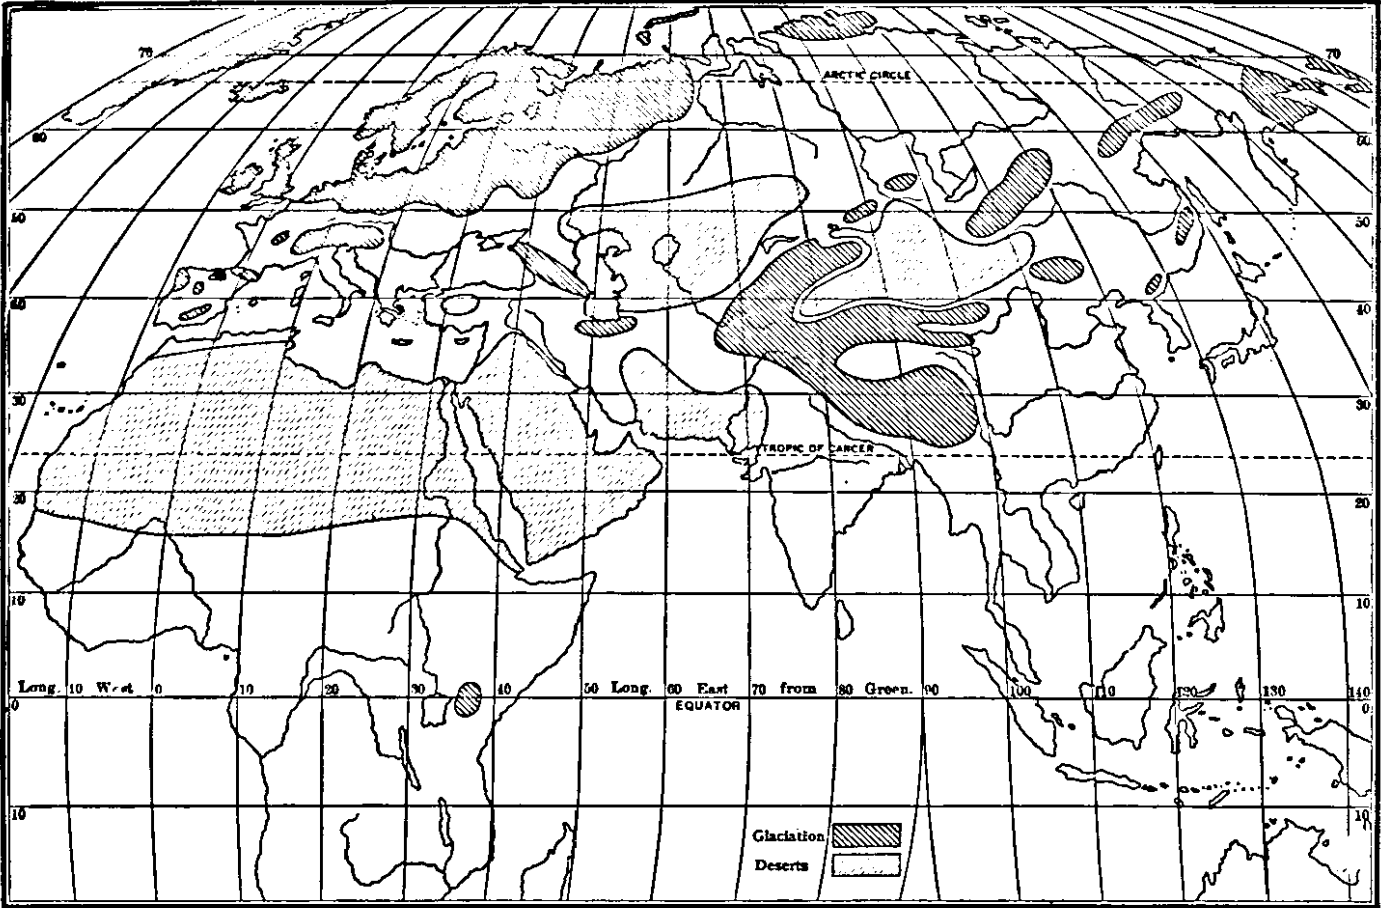 70 70
ARCTIC CIRCLE
60 60
50 50
40 40
30 30
TROPIC OF CANCER
20 20
10 10
Long. 10 West 0 10 20 30 40 50 Long. 60 East 70 from 80 Green. 90 100 110 120 130 140
0 0
EQUATOR
10 10
Glaciation
Deserts